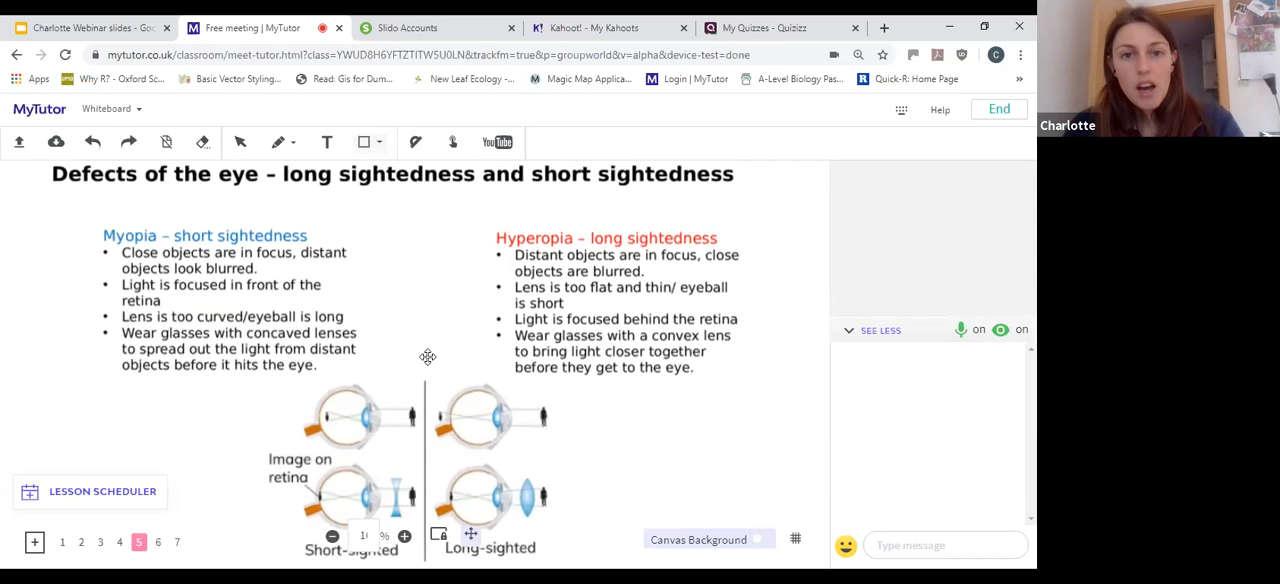 Charlotte Webinar slides - Goo
Free meeting | MyTutor
Slido Accounts
Kahoot! - My Kahoots
My Quizzes - Quizizz
mytutor.co.uk/classroom/meet-tutor.html?class=YWUD8H6YFTZTITW5U0LN&trackfm=true&p=groupworld&v=alpha&device-test=done
Apps
Why R? - Oxford Sc...
Basic Vector Styling...
Read: Gis for Dum...
New Leaf Ecology -...
Magic Map Applica...
Login | MyTutor
A-Level Biology Pas...
Quick-R: Home Page
MyTutor
Whiteboard
Help
End
YouTube
Charlotte
Defects of the eye – long sightedness and short sightedness
Myopia – short sightedness
• Close objects are in focus, distant
objects look blurred.
• Light is focused in front of the
retina
• Lens is too curved/eyeball is long
• Wear glasses with concaved lenses
to spread out the light from distant
objects before it hits the eye.
Hyperopia – long sightedness
• Distant objects are in focus, close
objects are blurred.
• Lens is too flat and thin/ eyeball
is short
• Light is focused behind the retina
• Wear glasses with a convex lens
to bring light closer together
before they get to the eye.
Image on
retina
Short-sighted
Long-sighted
SEE LESS
on
on
LESSON SCHEDULER
1 2 3 4 5 6 7
%
Canvas Background
Type message